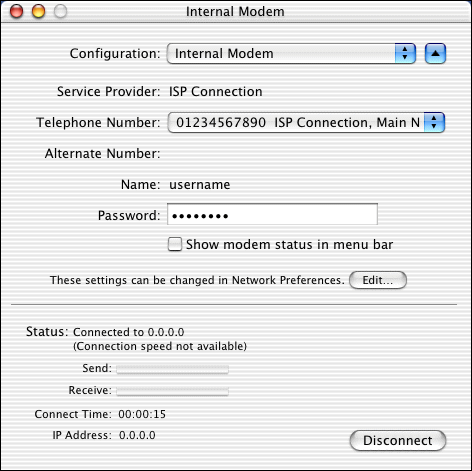 Internal Modem
Configuration: Internal Modem
Service Provider: ISP Connection
Telephone Number: 01234567890 ISP Connection, Main N
Alternate Number:
Name: username
Password: ••••••••
Show modem status in menu bar
These settings can be changed in Network Preferences. Edit...
Status: Connected to 0.0.0.0
(Connection speed not available)
Send:
Receive:
Connect Time: 00:00:15
IP Address: 0.0.0.0
Disconnect